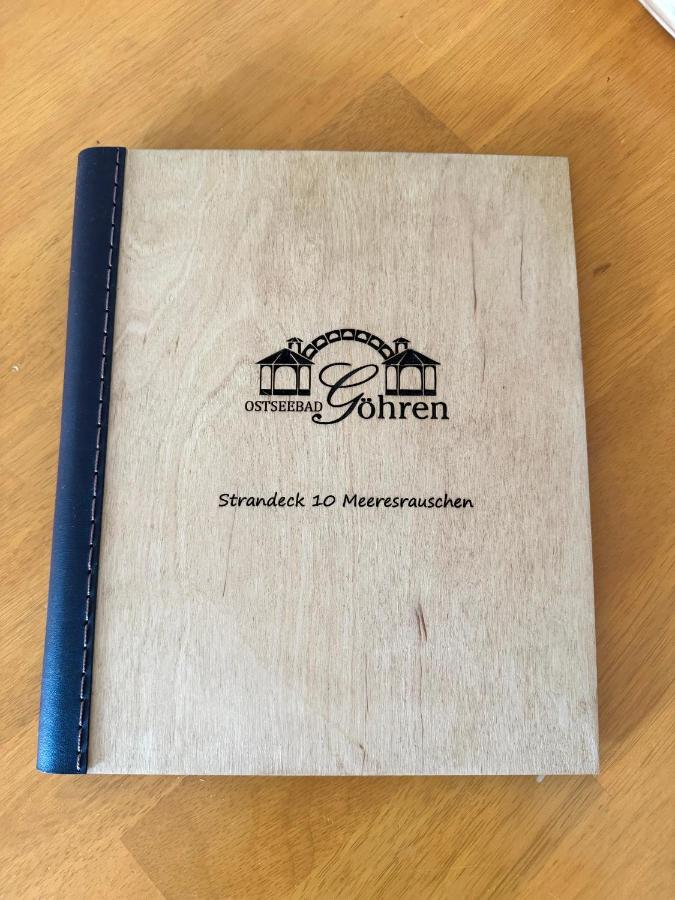 OSTSEEBAD Göhren
Strandeck 10 Meeresrauschen